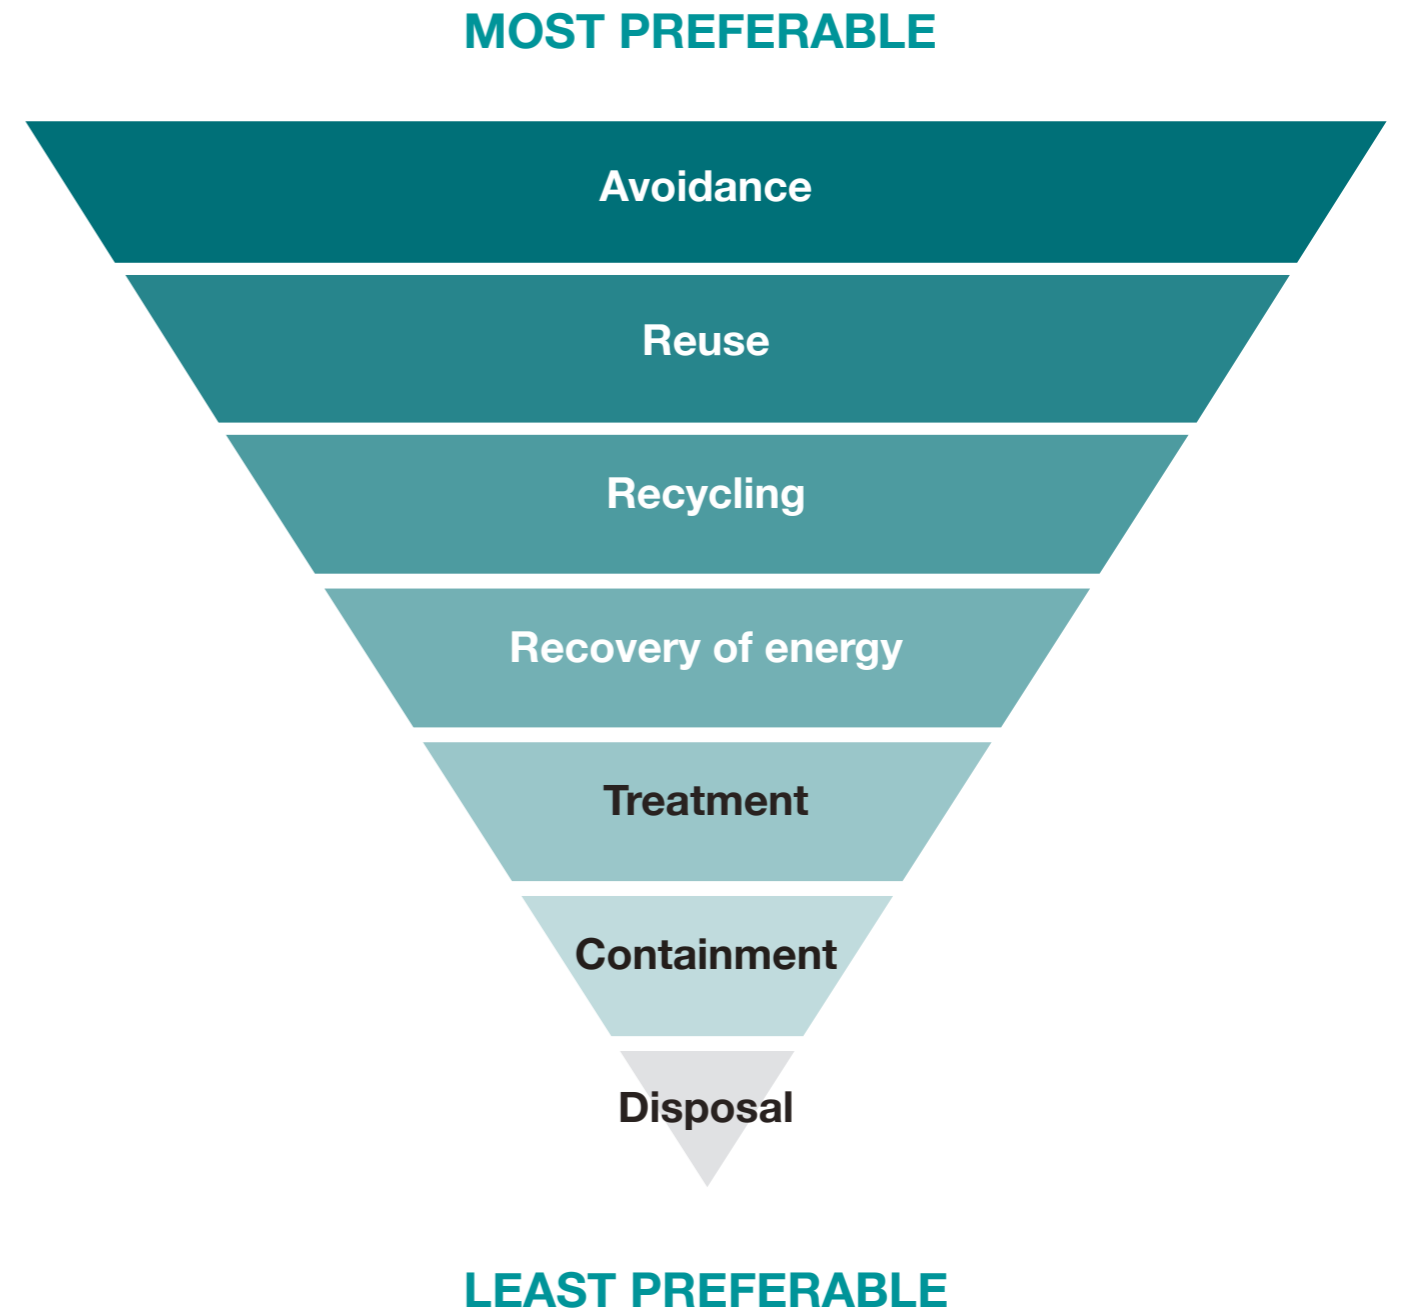 MOST PREFERABLE
Avoidance
Reuse
Recycling
Recovery of energy
Treatment
Containment
Disposal
LEAST PREFERABLE